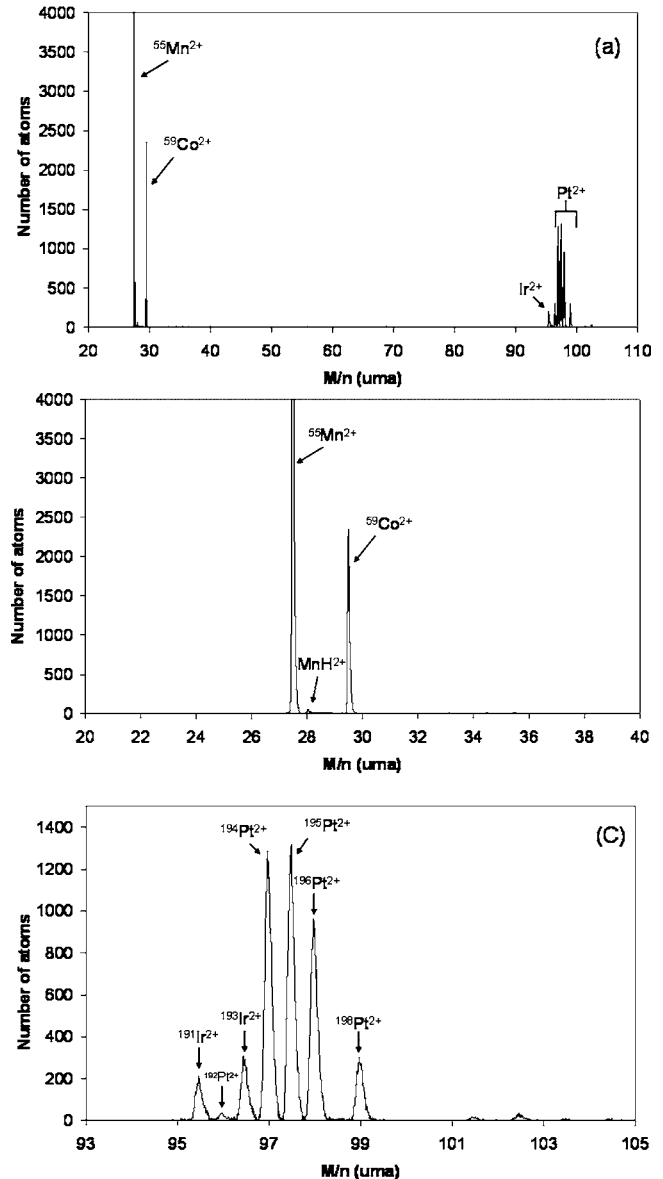 4000
3500
3000
2500
2000
1500
1000
500
0
Number of atoms
⁵⁵Mn²⁺
⁵⁹Co²⁺
(a)
Pt²⁺
Ir²⁺
20 30 40 50 60 70 80 90 100 110
M/n (uma)
4000
3500
3000
2500
2000
1500
1000
500
0
Number of atoms
⁵⁵Mn²⁺
⁵⁹Co²⁺
MnH²⁺
20 22 24 26 28 30 32 34 36 38 40
M/n (uma)
1400
1200
1000
800
600
400
200
0
Number of atoms
(C)
¹⁹⁴Pt²⁺
¹⁹⁵Pt²⁺
¹⁹⁶Pt²⁺
¹⁹¹Ir²⁺
¹⁹²Pt²⁺
¹⁹³Ir²⁺
¹⁹⁸Pt²⁺
93 95 97 99 101 103 105
M/n (uma)